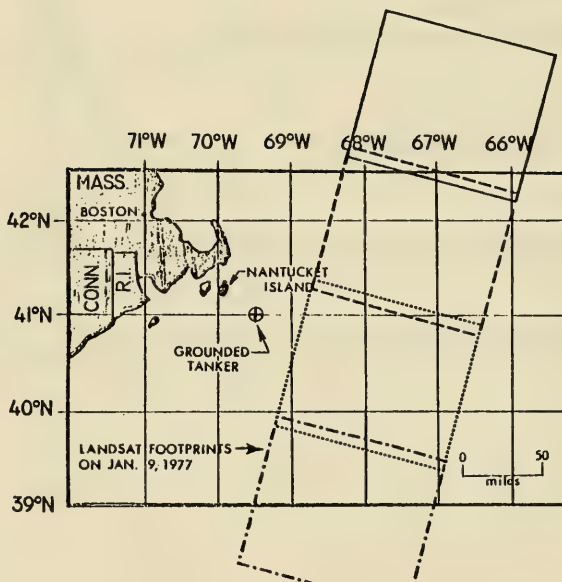 71°W 70°W 69°W 68°W 67°W 66°W
MASS.
BOSTON
42°N
CONN.
R.I.
NANTUCKET
ISLAND
41°N
GROUNDED
TANKER
40°N
LANDSAT FOOTPRINTS
ON JAN. 9, 1977
0 50
miles
39°N